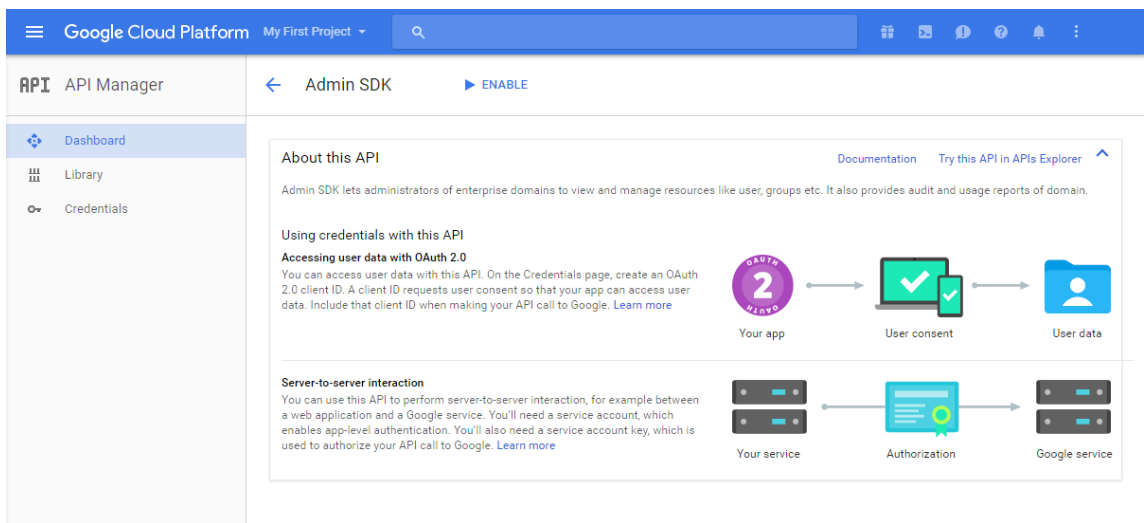 Google Cloud Platform My First Project
API API Manager
Admin SDK ENABLE
Dashboard
Library
Credentials
About this API
Documentation Try this API in APIs Explorer
Admin SDK lets administrators of enterprise domains to view and manage resources like user, groups etc. It also provides audit and usage reports of domain.
Using credentials with this API
Accessing user data with OAuth 2.0
You can access user data with this API. On the Credentials page, create an OAuth
2.0 client ID. A client ID requests user consent so that your app can access user
data. Include that client ID when making your API call to Google. Learn more
OAUTH
2
OAUTH
Your app
User consent
User data
Server-to-server interaction
You can use this API to perform server-to-server interaction, for example between
a web application and a Google service. You'll need a service account, which
enables app-level authentication. You'll also need a service account key, which is
used to authorize your API call to Google. Learn more
Your service
Authorization
Google service